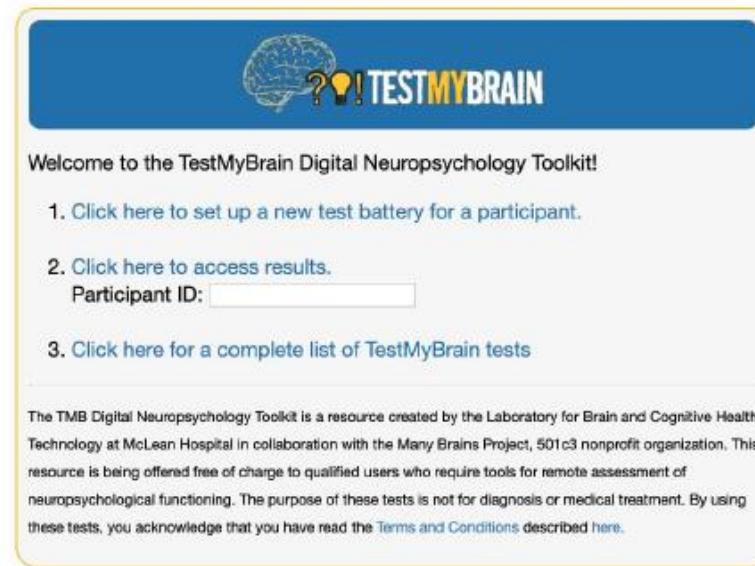 ?!TESTMYBRAIN
Welcome to the TestMyBrain Digital Neuropsychology Toolkit!
1. Click here to set up a new test battery for a participant.
2. Click here to access results.
Participant ID:
3. Click here for a complete list of TestMyBrain tests
The TMB Digital Neuropsychology Toolkit is a resource created by the Laboratory for Brain and Cognitive Health
Technology at McLean Hospital in collaboration with the Many Brains Project, 501c3 nonprofit organization. This
resource is being offered free of charge to qualified users who require tools for remote assessment of
neuropsychological functioning. The purpose of these tests is not for diagnosis or medical treatment. By using
these tests, you acknowledge that you have read the Terms and Conditions described here.